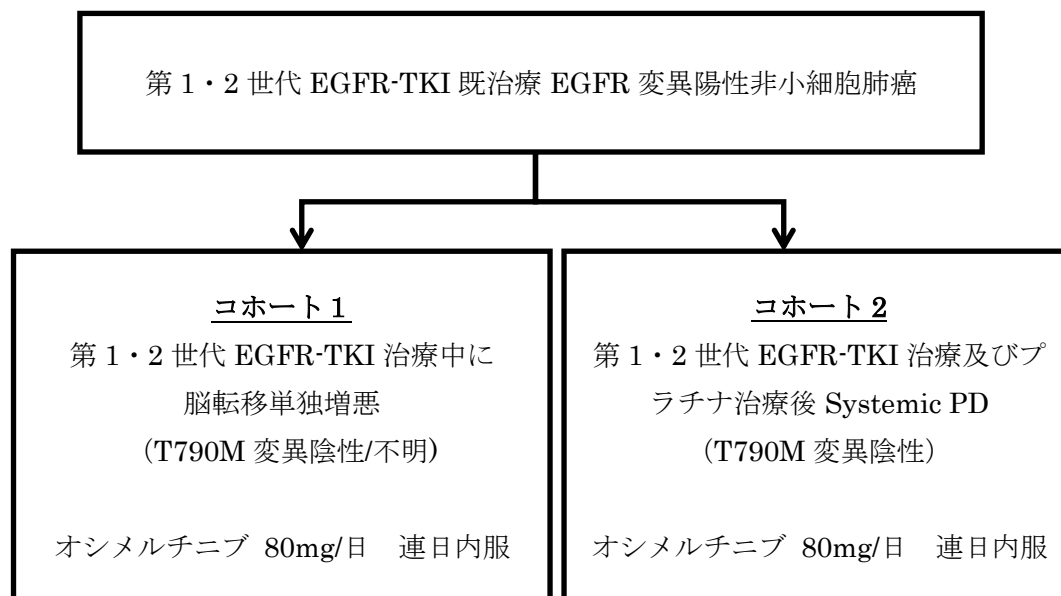 第 1・2 世代 EGFR-TKI 既治療 EGFR 変異陽性非小細胞肺癌
コホート 1
第 1・2 世代 EGFR-TKI 治療中に
脳転移単独増悪
（T790M 変異陰性/不明)
オシメルチニブ 80mg/日　連日内服
コホート 2
第 1・2 世代 EGFR-TKI 治療及びプ
ラチナ治療後 Systemic PD
（T790M 変異陰性）
オシメルチニブ 80mg/日　連日内服